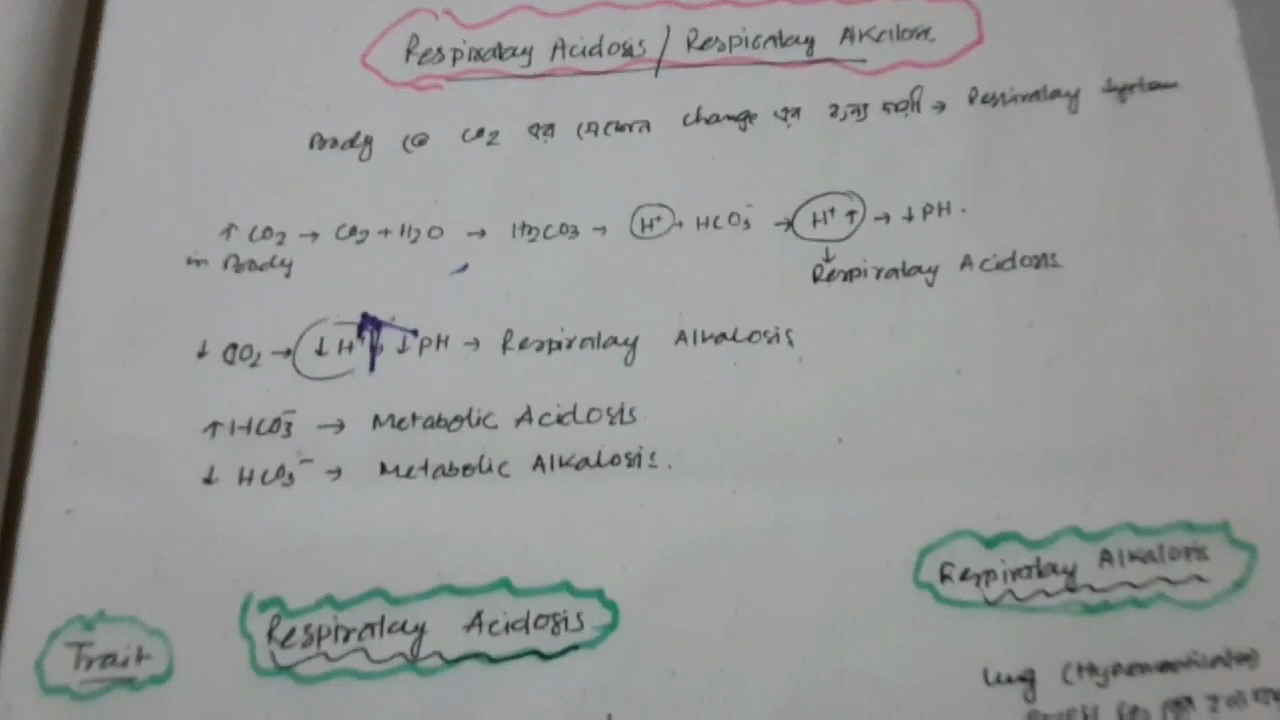 Respiratory Acidosis / Respiratory Alkalosis
Body এ CO2 এর যেকোন change এর জন্য দায়ী → Respiratory System
↑ CO2 → CO2 + H2O → H2CO3 → H+ + HCO3- → H+ ↑ → ↓ PH.
in Body
↓
Respiratory Acidosis
↓ CO2 → ↓ H+ ↑ ↓ PH → Respiratory Alkalosis
↑ HCO3- → Metabolic Acidosis
↓ HCO3- → Metabolic Alkalosis.
Respiratory Alkalosis
Trait
Respiratory Acidosis
lung